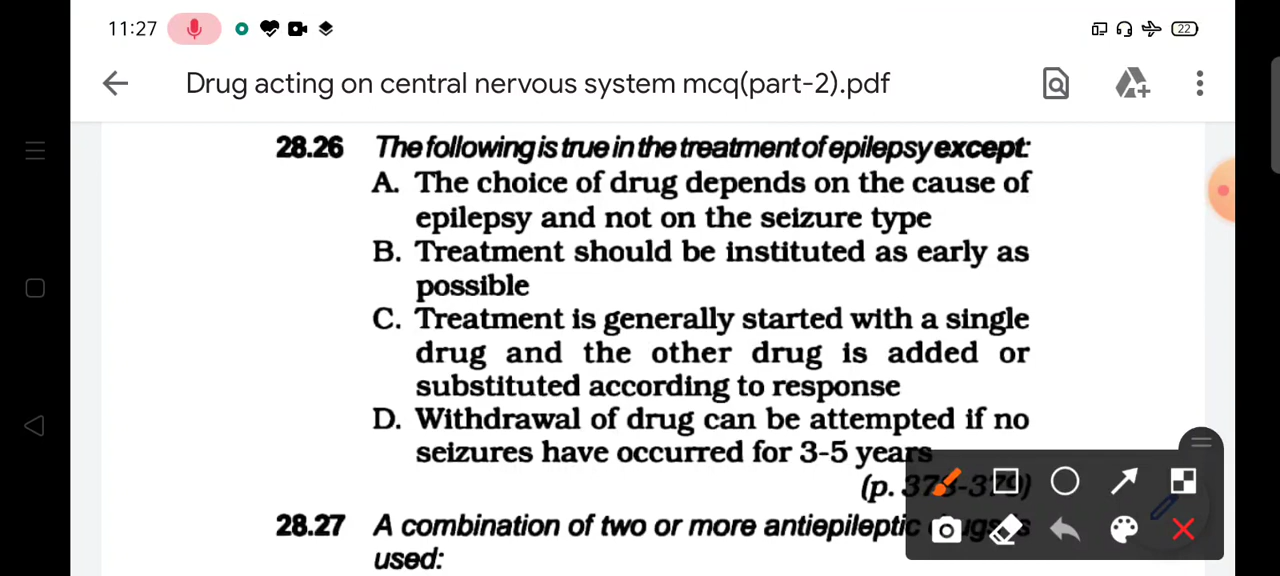 11:27
22
Drug acting on central nervous system mcq(part-2).pdf
28.26 The following is true in the treatment of epilepsy except:
A. The choice of drug depends on the cause of
epilepsy and not on the seizure type
B. Treatment should be instituted as early as
possible
C. Treatment is generally started with a single
drug and the other drug is added or
substituted according to response
D. Withdrawal of drug can be attempted if no
seizures have occurred for 3-5 years
(p.
28.27 A combination of two or more antiepileptic
used: